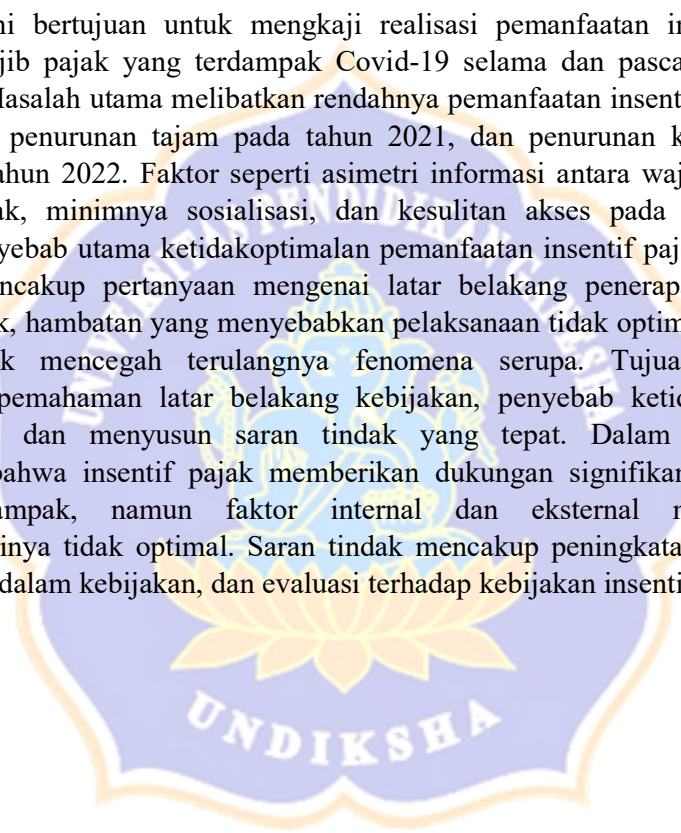 ni bertujuan untuk mengkaji realisasi pemanfaatan in
jib pajak yang terdampak Covid-19 selama dan pasca
Masalah utama melibatkan rendahnya pemanfaatan insent
penurunan tajam pada tahun 2021, dan penurunan k
ahun 2022. Faktor seperti asimetri informasi antara waj
ak, minimnya sosialisasi, dan kesulitan akses pada
nyebab utama ketidakoptimalan pemanfaatan insentif paj
encakup pertanyaan mengenai latar belakang penerap
k, hambatan yang menyebabkan pelaksanaan tidak optim
k mencegah terulangnya fenomena serupa. Tujua
pemahaman latar belakang kebijakan, penyebab ketid
dan menyusun saran tindak yang tepat. Dalam
bahwa insentif pajak memberikan dukungan signifikan
ampak, namun faktor internal dan eksternal
inya tidak optimal. Saran tindak mencakup peningkata
dalam kebijakan, dan evaluasi terhadap kebijakan insenti
UNIVERSITAS PENDIDIKAN GANESHA
UNDIKSHA